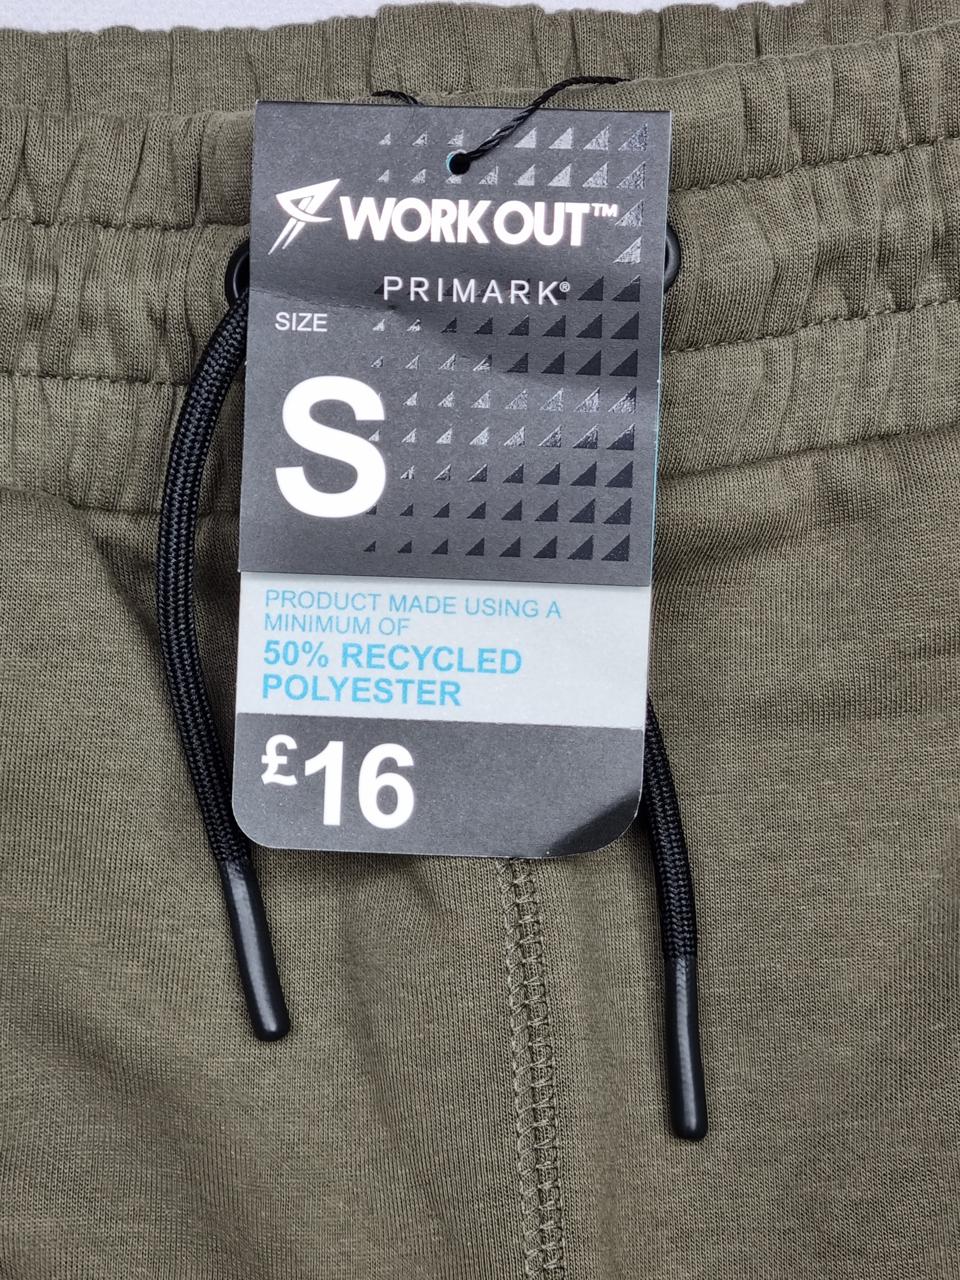 WORKOUT™
PRIMARK®
SIZE
S
PRODUCT MADE USING A
MINIMUM OF
50% RECYCLED
POLYESTER
£16